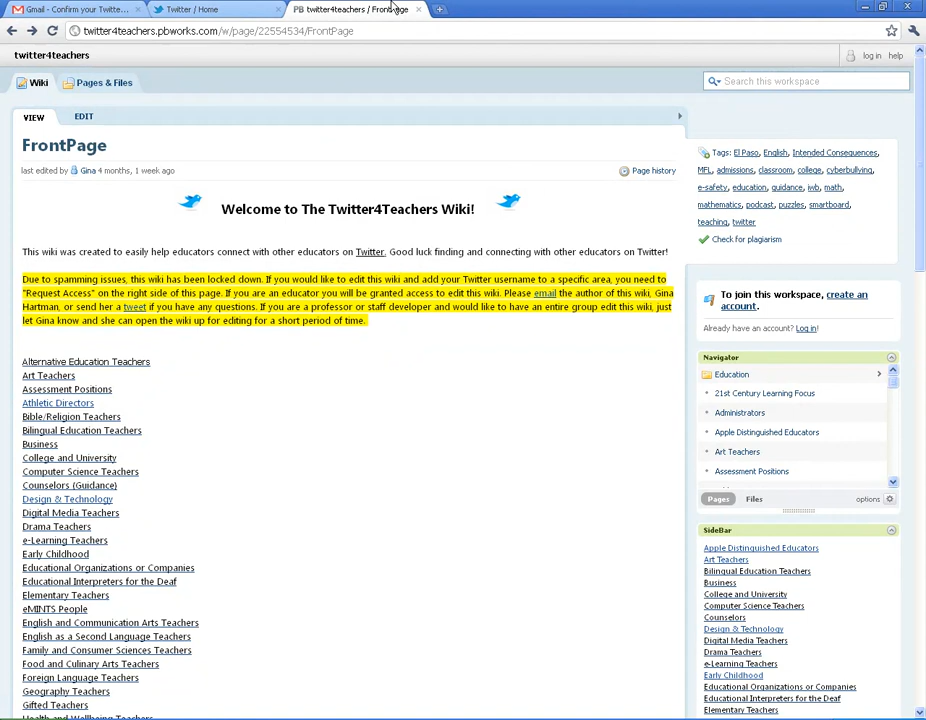 Gmail - Confirm your Twitte...
Twitter / Home
PB twitter4teachers / FrontPage
twitter4teachers.pbworks.com/w/page/22554534/FrontPage
twitter4teachers
log in help
Wiki Pages & Files
Search this workspace
VIEW EDIT
FrontPage
last edited by Gina 4 months, 1 week ago
Page history
Welcome to The Twitter4Teachers Wiki!
This wiki was created to easily help educators connect with other educators on Twitter. Good luck finding and connecting with other educators on Twitter!
Due to spamming issues, this wiki has been locked down. If you would like to edit this wiki and add your Twitter username to a specific area, you need to
"Request Access" on the right side of this page. If you are an educator you will be granted access to edit this wiki. Please email the author of this wiki, Gina
Hartman, or send her a tweet if you have any questions. If you are a professor or staff developer and would like to have an entire group edit this wiki, just
let Gina know and she can open the wiki up for editing for a short period of time.
Alternative Education Teachers
Art Teachers
Assessment Positions
Athletic Directors
Bible/Religion Teachers
Bilingual Education Teachers
Business
College and University
Computer Science Teachers
Counselors (Guidance)
Design & Technology
Digital Media Teachers
Drama Teachers
e-Learning Teachers
Early Childhood
Educational Organizations or Companies
Educational Interpreters for the Deaf
Elementary Teachers
eMINTS People
English and Communication Arts Teachers
English as a Second Language Teachers
Family and Consumer Sciences Teachers
Food and Culinary Arts Teachers
Foreign Language Teachers
Geography Teachers
Gifted Teachers
Health and Wellbeing Teachers
Tags: El Paso, English, Intended Consequences,
MFL, admissions, classroom, college, cyberbullying,
e-safety, education, guidance, iwb, math,
mathematics, podcast, puzzles, smartboard,
teaching, twitter
Check for plagiarism
To join this workspace, create an
account.
Already have an account? Log in!
Navigator
Education
21st Century Learning Focus
Administrators
Apple Distinguished Educators
Art Teachers
Assessment Positions
Pages Files options
SideBar
Apple Distinguished Educators
Art Teachers
Bilingual Education Teachers
Business
College and University
Computer Science Teachers
Counselors
Design & Technology
Digital Media Teachers
Drama Teachers
e-Learning Teachers
Early Childhood
Educational Organizations or Companies
Educational Interpreters for the Deaf
Elementary Teachers